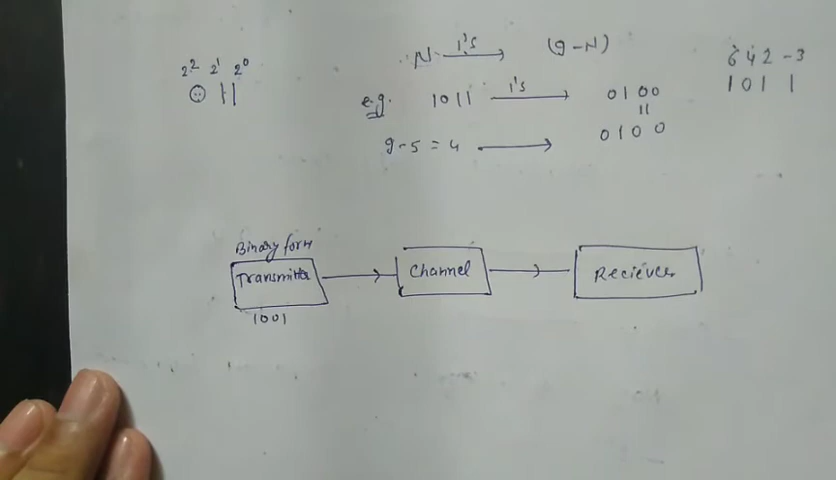 2² 2¹ 2⁰
0 1 1
N 1's → (9-N)
e.g. 1011 1's → 0100
11
9-5 = 4 → 0100
6 4 2 -3
1 0 1 1
Binary form
Transmitter → Channel → Reciever
1001